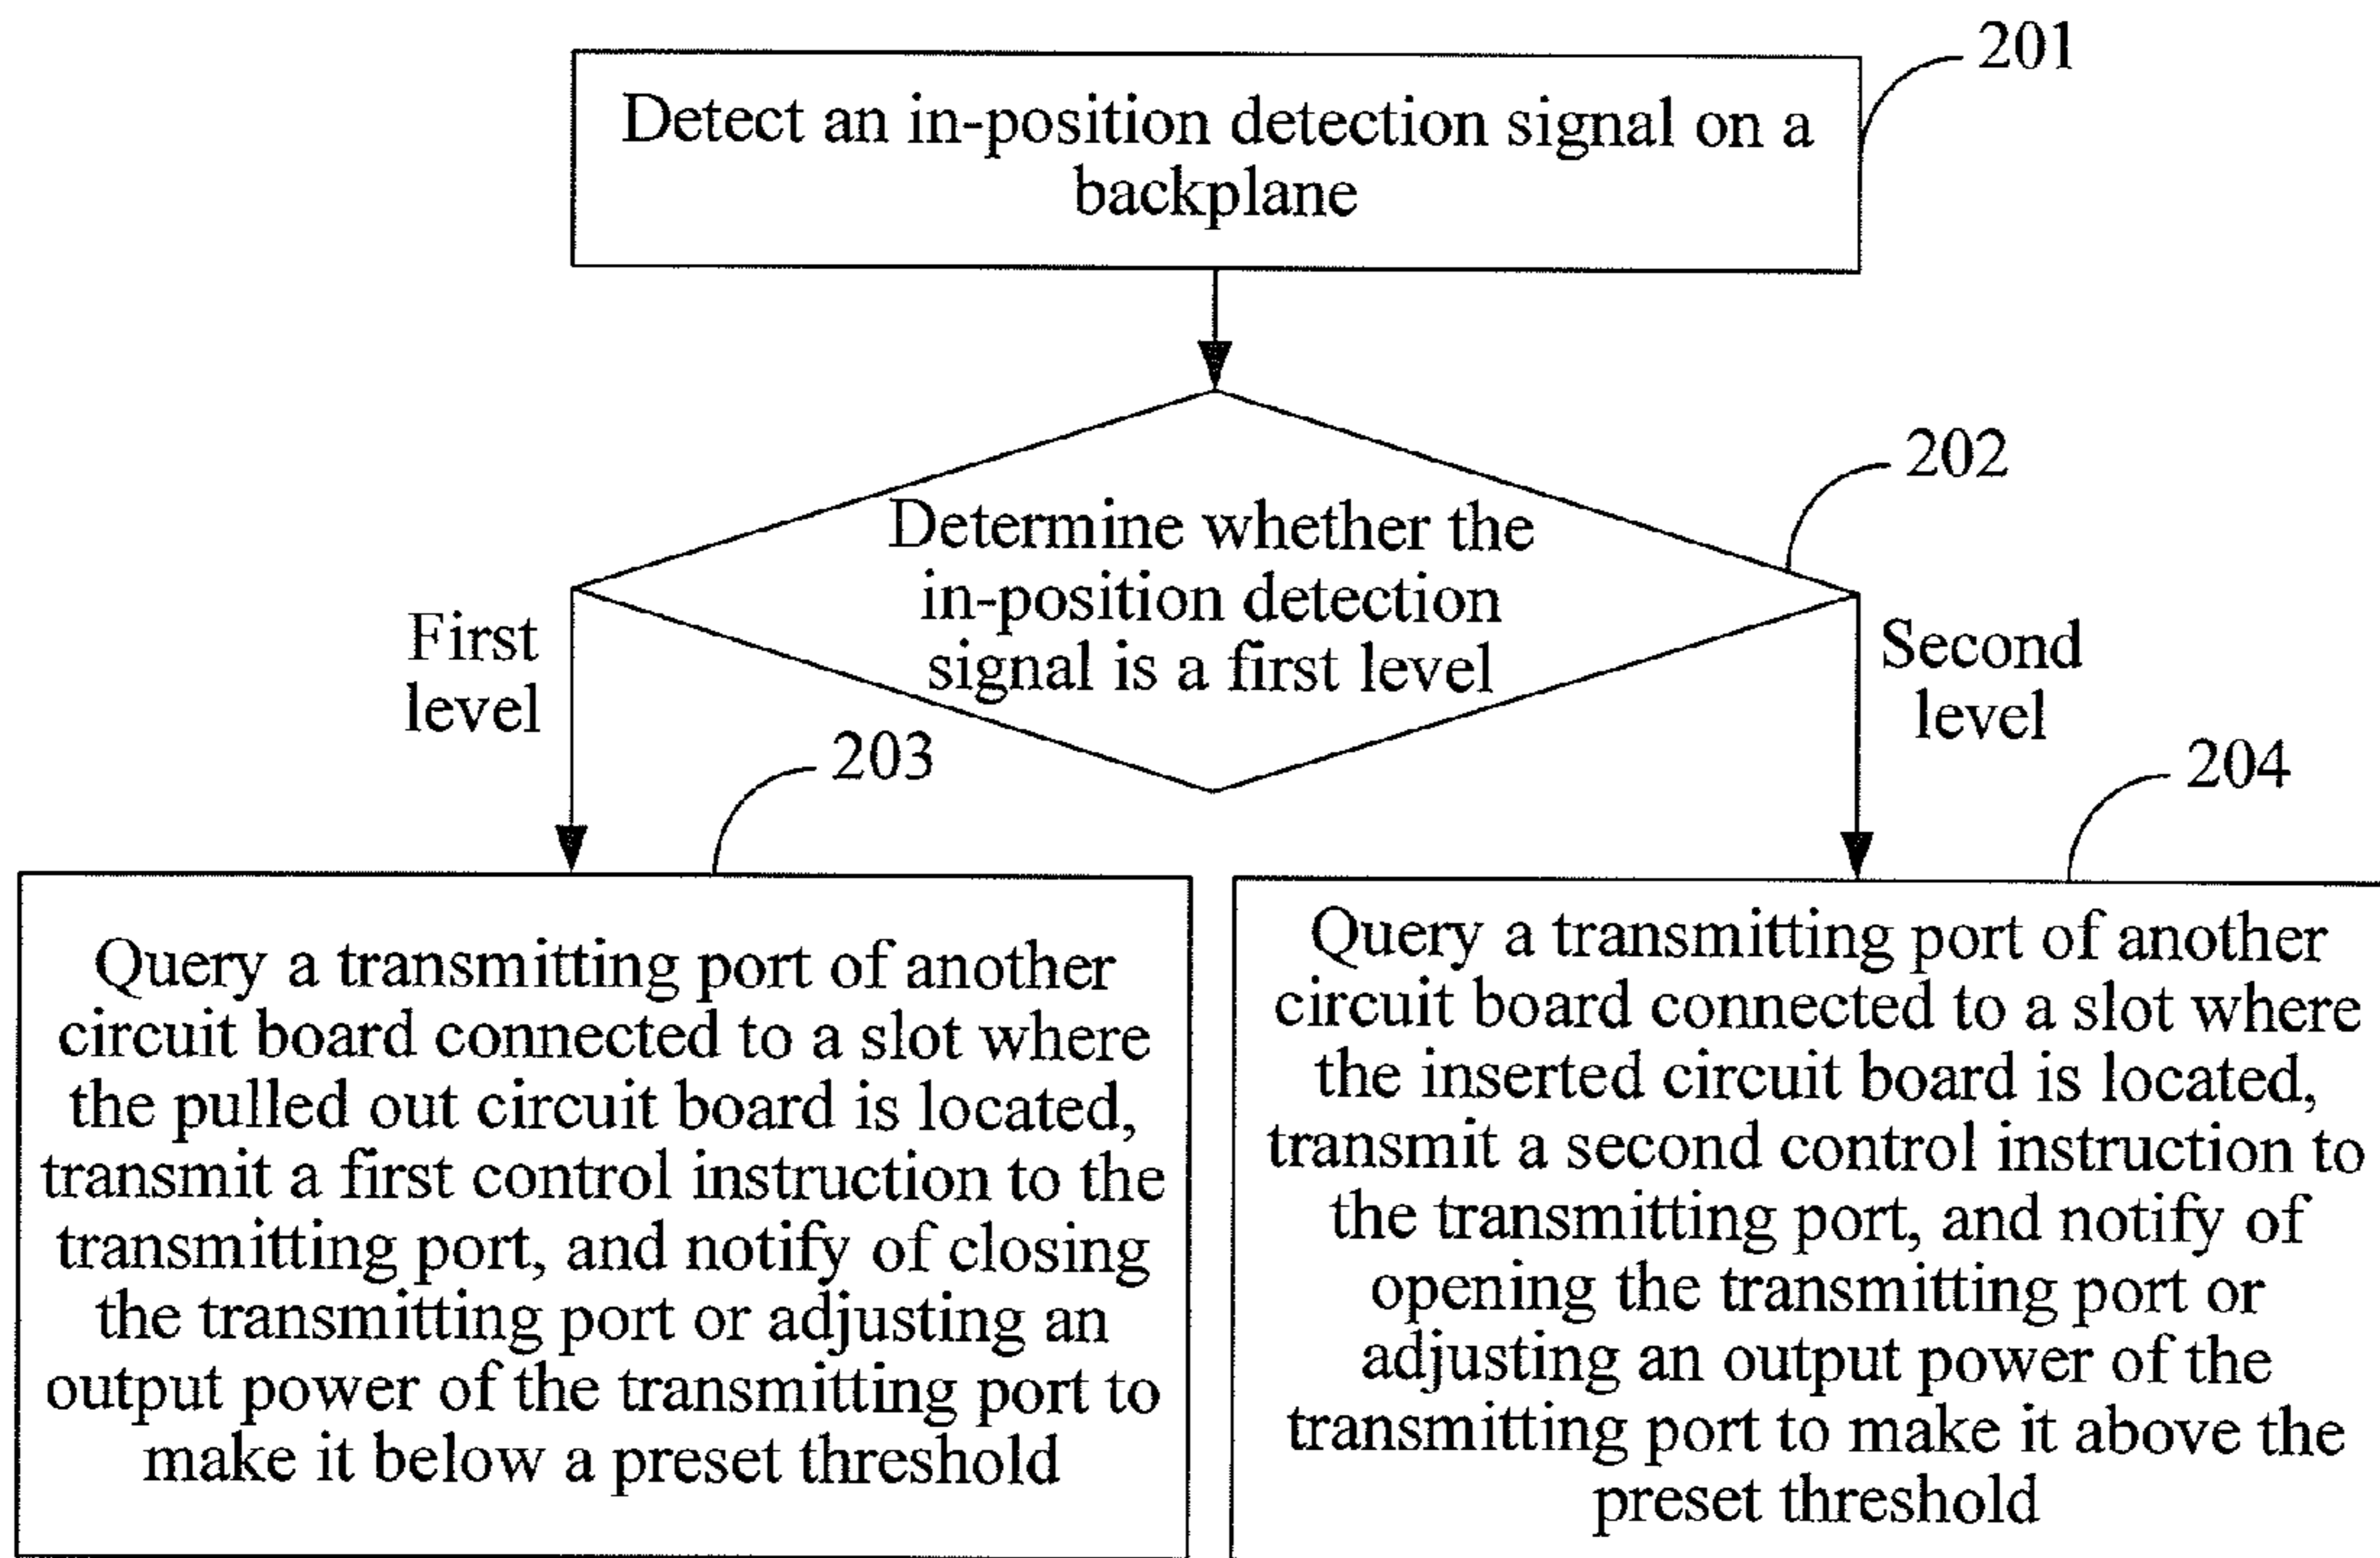 201
Detect an in-position detection signal on a
backplane
202
Determine whether the
in-position detection
signal is a first level
First
level
Second
level
203
204
Query a transmitting port of another
circuit board connected to a slot where
the pulled out circuit board is located,
transmit a first control instruction to the
transmitting port, and notify of closing
the transmitting port or adjusting an
output power of the transmitting port to
make it below a preset threshold
Query a transmitting port of another
circuit board connected to a slot where
the inserted circuit board is located,
transmit a second control instruction to
the transmitting port, and notify of
opening the transmitting port or
adjusting an output power of the
transmitting port to make it above the
preset threshold